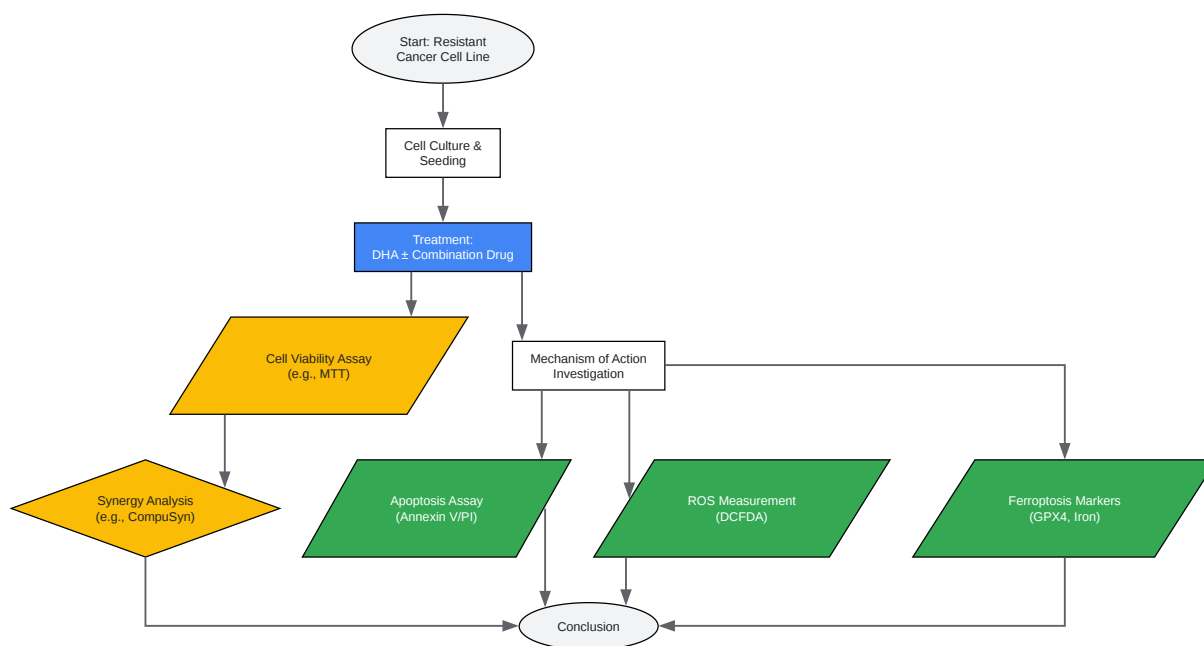 Start: Resistant
Cancer Cell Line
Cell Culture &
Seeding
Treatment:
DHA ± Combination Drug
Cell Viability Assay
(e.g., MTT)
Mechanism of Action
Investigation
Synergy Analysis
(e.g., CompuSyn)
Apoptosis Assay
(Annexin V/PI)
ROS Measurement
(DCFDA)
Ferroptosis Markers
(GPX4, Iron)
Conclusion